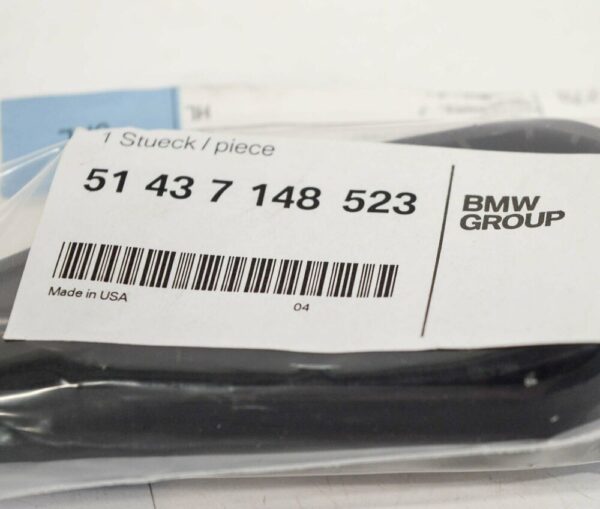 1 Stueck / piece
51 43 7 148 523
BMW
GROUP
Made in USA
04